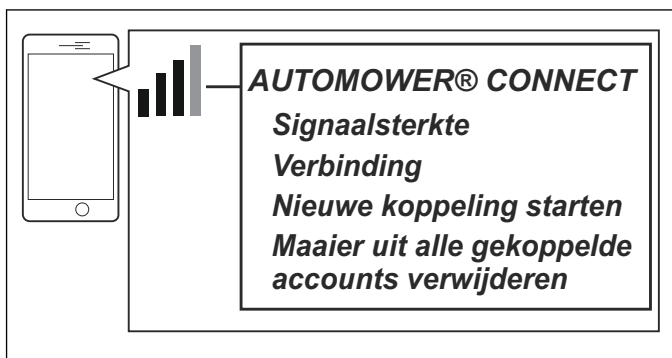 AUTOMOWER® CONNECT
Signaalsterkte
Verbinding
Nieuwe koppeling starten
Maaier uit alle gekoppelde
accounts verwijderen